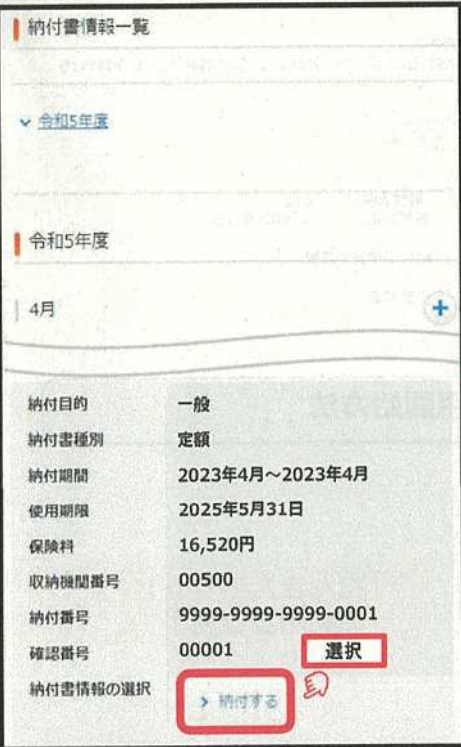 納付書情報一覧
令和5年度
令和5年度
4月
納付目的 一般
納付書種別 定額
納付期間 2023年4月~2023年4月
使用期限 2025年5月31日
保険料 16,520円
収納機関番号 00500
納付番号 9999-9999-9999-0001
確認番号 00001 選択
納付書情報の選択
納付する